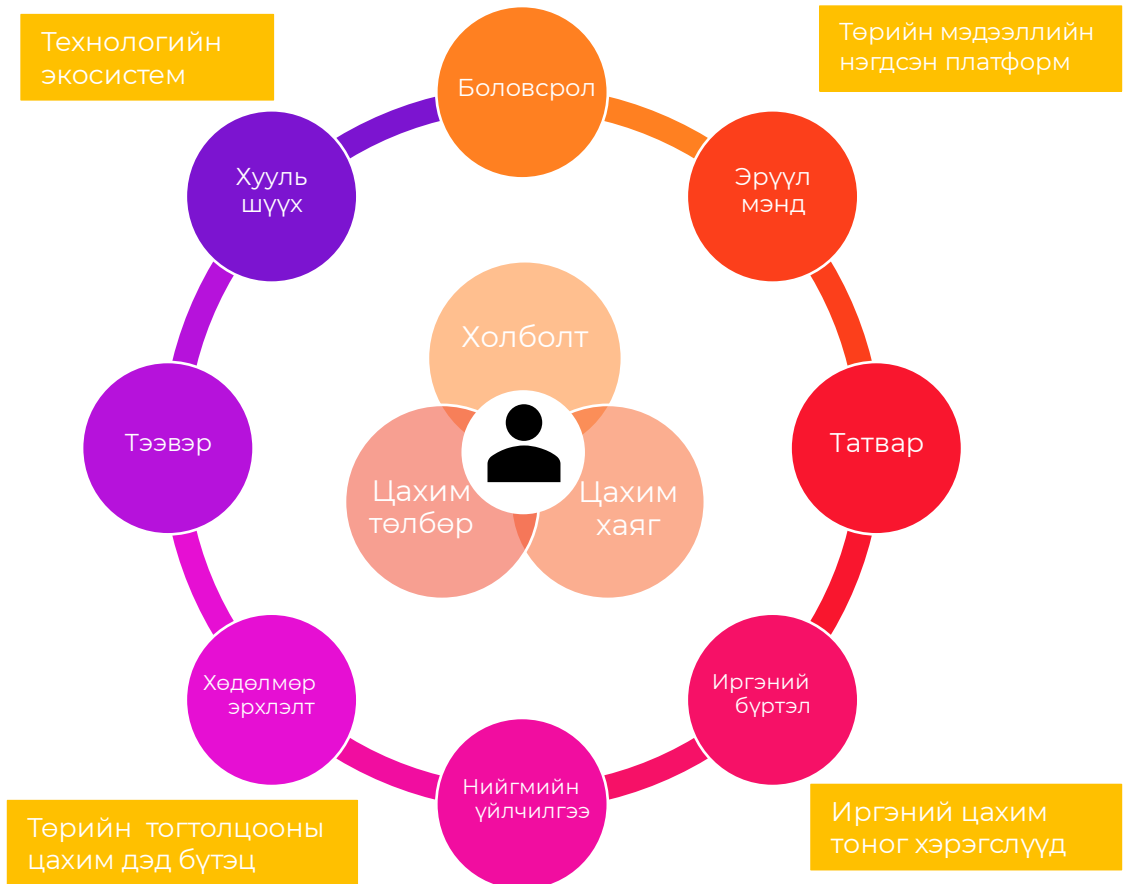 Технологийн
экосистем
Боловсрол
Төрийн мэдээллийн
нэгдсэн платформ
Хууль
шүүх
Эрүүл
мэнд
Холболт
Тээвэр
Татвар
Цахим
төлбөр
Цахим
хаяг
Хөдөлмөр
эрхлэлт
Иргэний
бүртэл
Нийгмийн
үйлчилгээ
Төрийн тогтолцооны
цахим дэд бүтэц
Иргэний цахим
тоног хэрэгслүүд